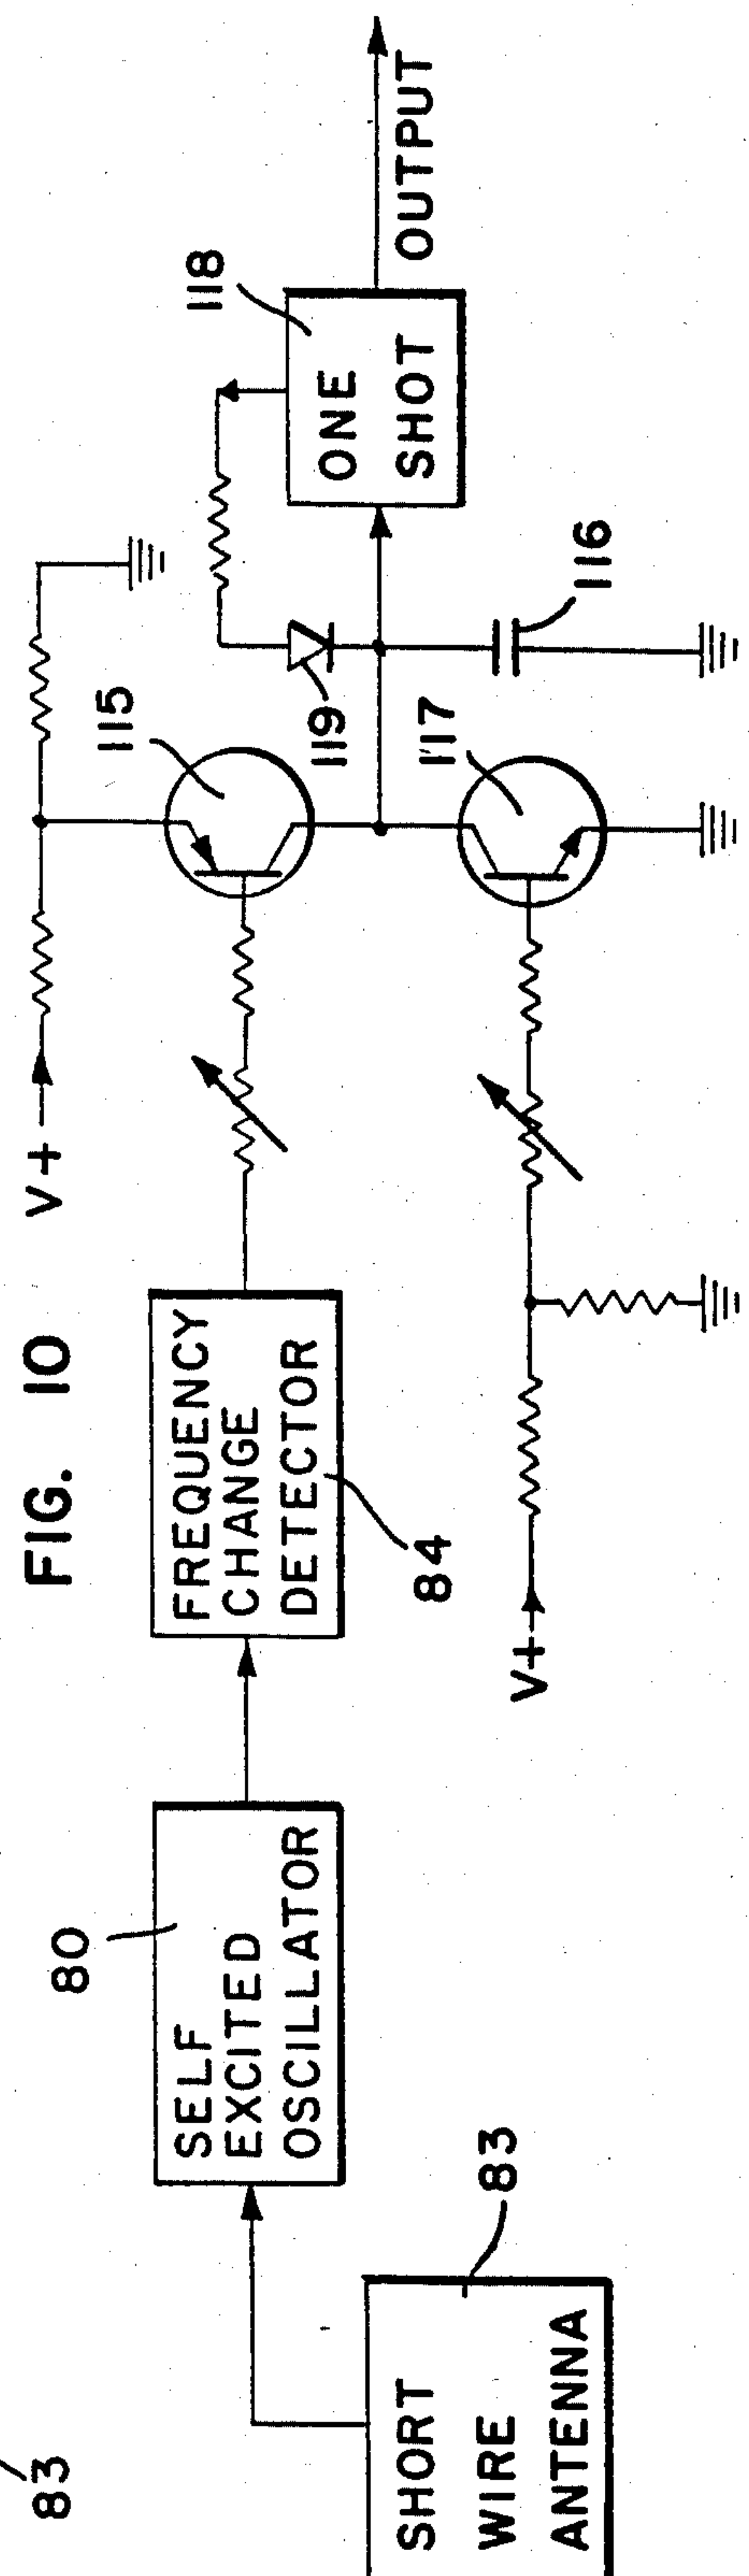 FIG. 10
83
SHORT
WIRE
ANTENNA
83
SELF
EXCITED
OSCILLATOR
80
FREQUENCY
CHANGE
DETECTOR
84
V+
V+
115
117
119
116
ONE
SHOT
118
OUTPUT